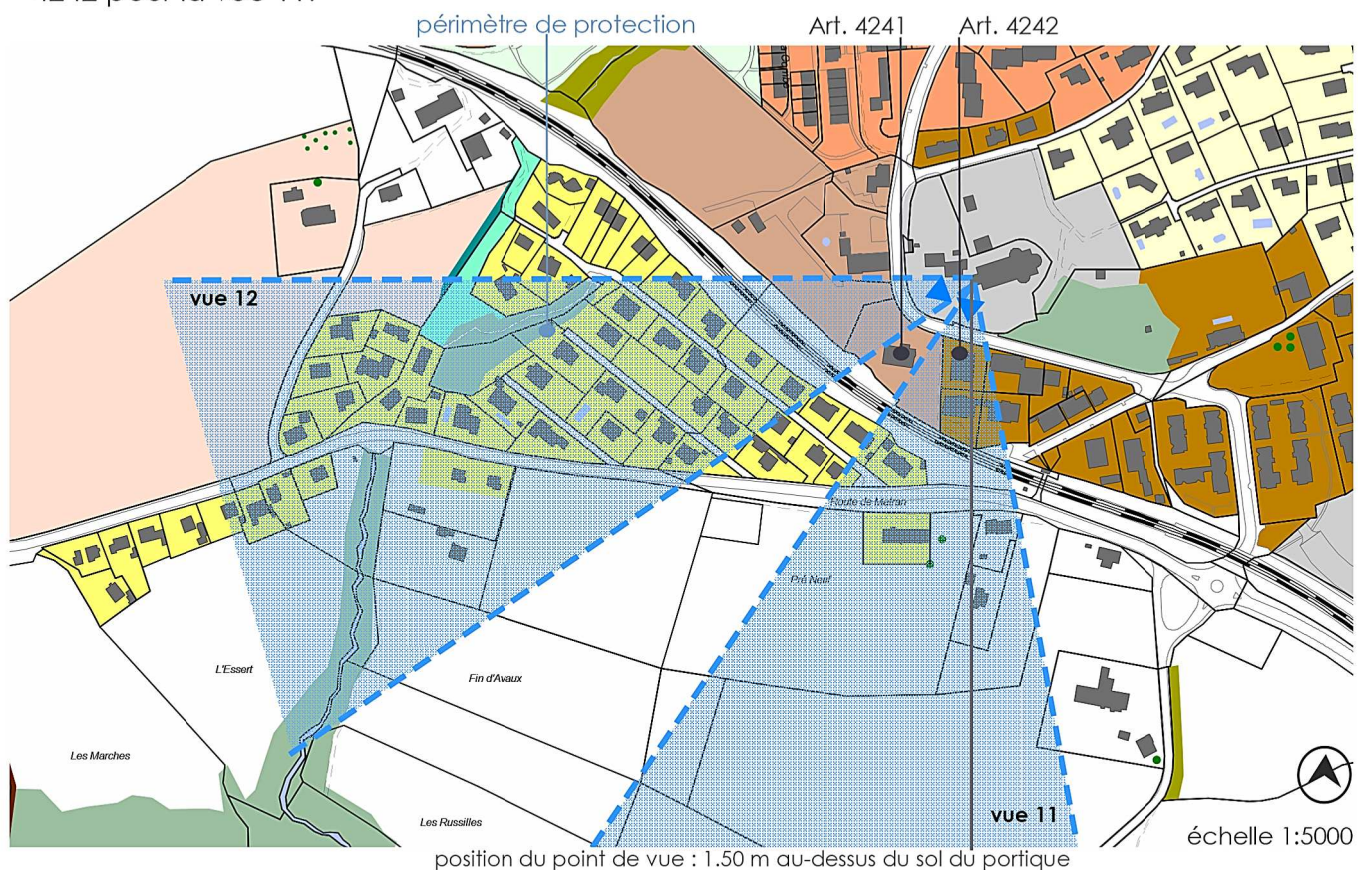 périmètre de protection
Art. 4241
Art. 4242
vue 12
Route de Matran
Pré Neuf
L'Essert
Fin d'Avaux
Les Marches
Les Russilles
vue 11
échelle 1:5000
position du point de vue : 1.50 m au-dessus du sol du portique